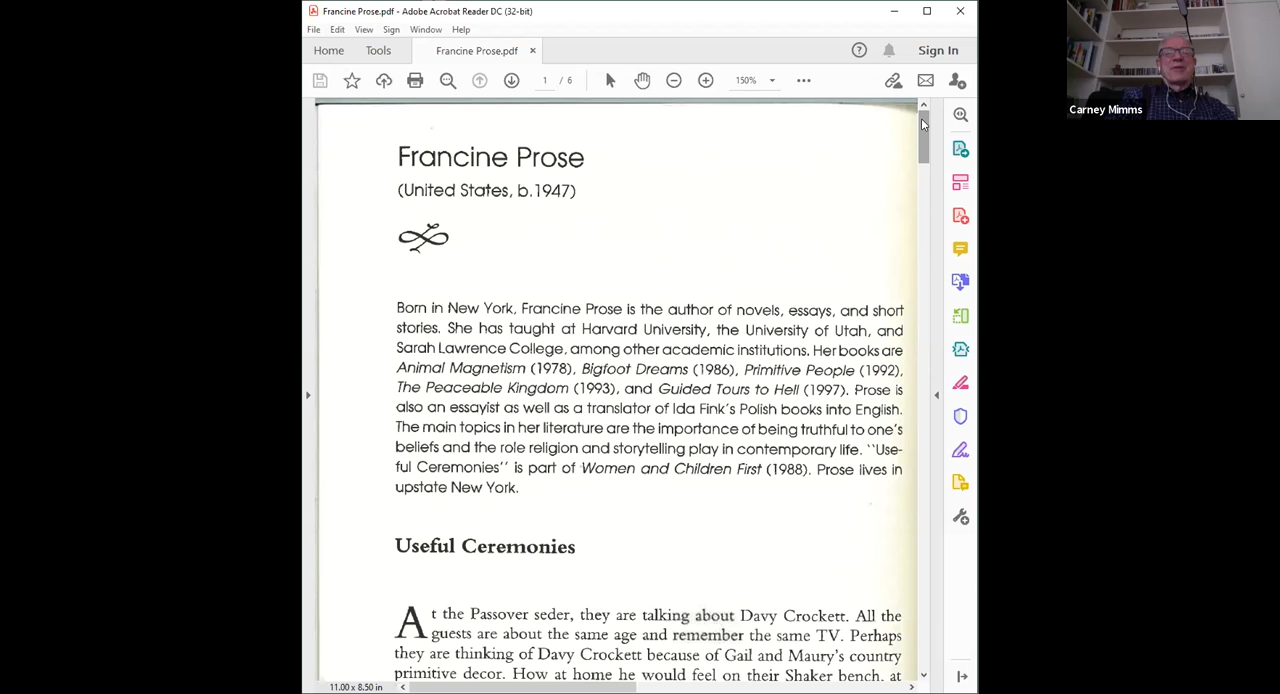 Francine Prose.pdf - Adobe Acrobat Reader DC (32-bit)
File Edit View Sign Window Help
Home Tools Francine Prose.pdf × Sign In
1 / 6 150%
Carney Mimms
Francine Prose
(United States, b.1947)
Born in New York, Francine Prose is the author of novels, essays, and short
stories. She has taught at Harvard University, the University of Utah, and
Sarah Lawrence College, among other academic institutions. Her books are
Animal Magnetism (1978), Bigfoot Dreams (1986), Primitive People (1992),
The Peaceable Kingdom (1993), and Guided Tours to Hell (1997). Prose is
also an essayist as well as a translator of Ida Fink's Polish books into English.
The main topics in her literature are the importance of being truthful to one's
beliefs and the role religion and storytelling play in contemporary life. ``Use-
ful Ceremonies'' is part of Women and Children First (1988). Prose lives in
upstate New York.
Useful Ceremonies
At the Passover seder, they are talking about Davy Crockett. All the
guests are about the same age and remember the same TV. Perhaps
they are thinking of Davy Crockett because of Gail and Maury's country
primitive decor. How at home he would feel on their Shaker bench, at
11.00 x 8.50 in